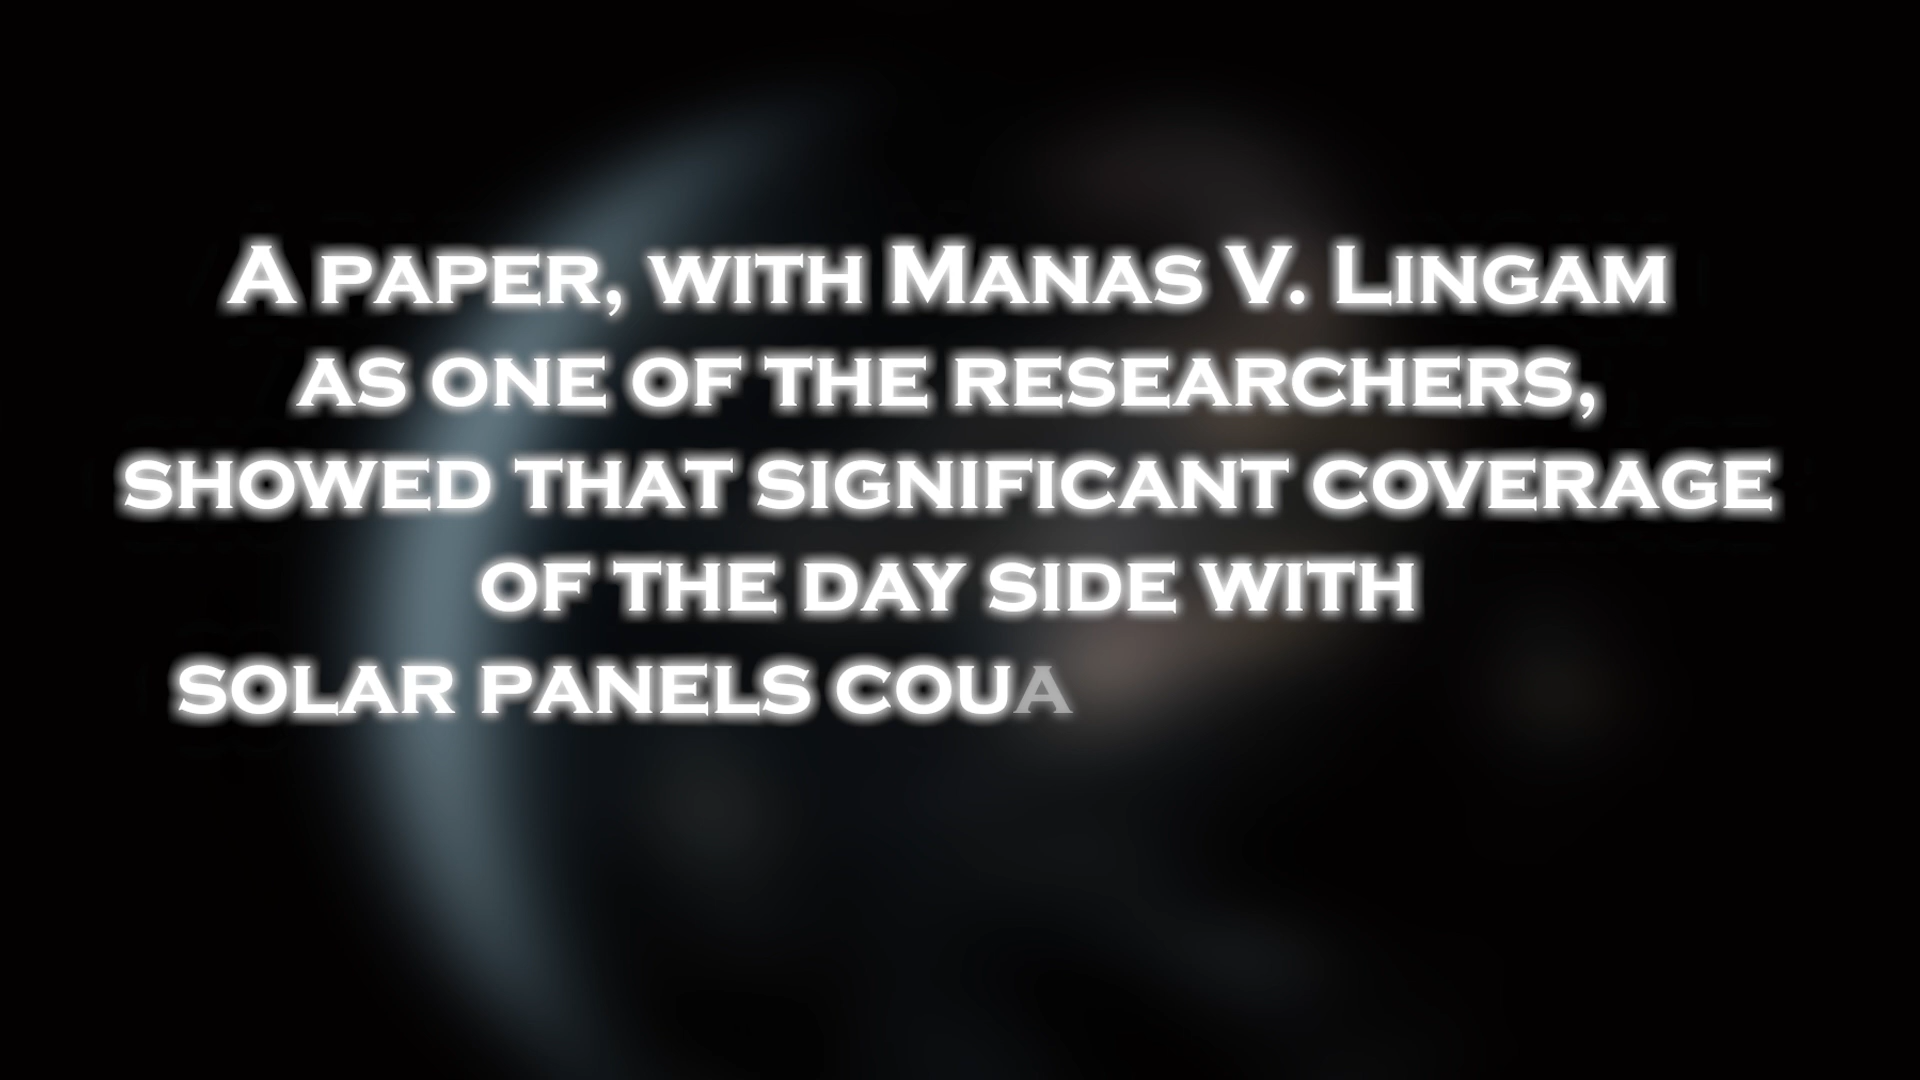 A PAPER, WITH MANAS V. LINGAM
AS ONE OF THE RESEARCHERS,
SHOWED THAT SIGNIFICANT COVERAGE
OF THE DAY SIDE WITH
SOLAR PANELS COUA